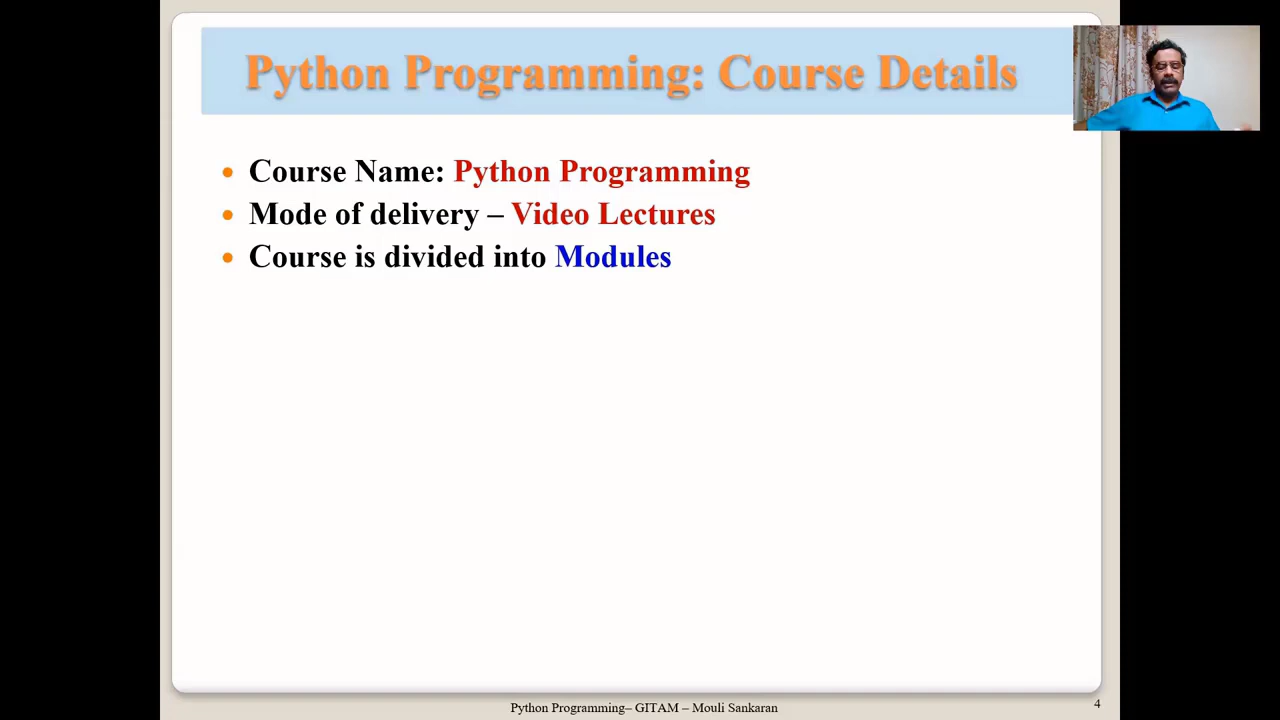 Python Programming: Course Details
• Course Name: Python Programming
• Mode of delivery – Video Lectures
• Course is divided into Modules
Python Programming– GITAM – Mouli Sankaran
4